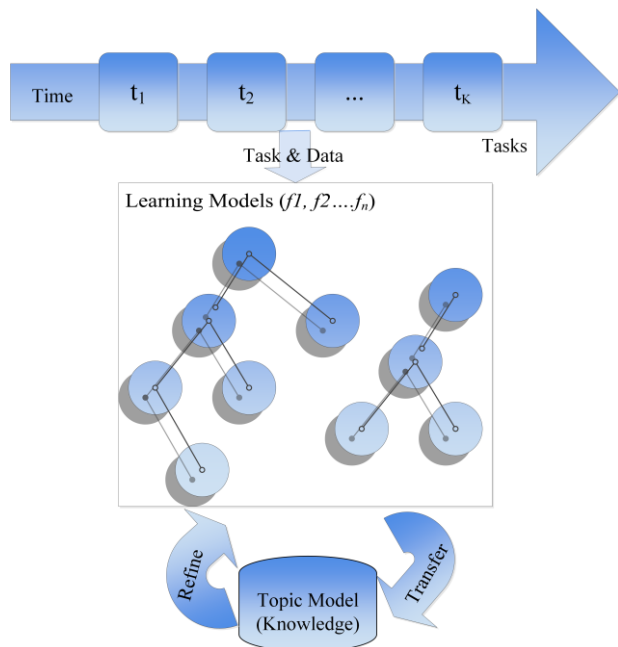 Time
t1
t2
...
tK
Tasks
Task & Data
Learning Models (f1, f2....fn)
Refine
Transfer
Topic Model
(Knowledge)